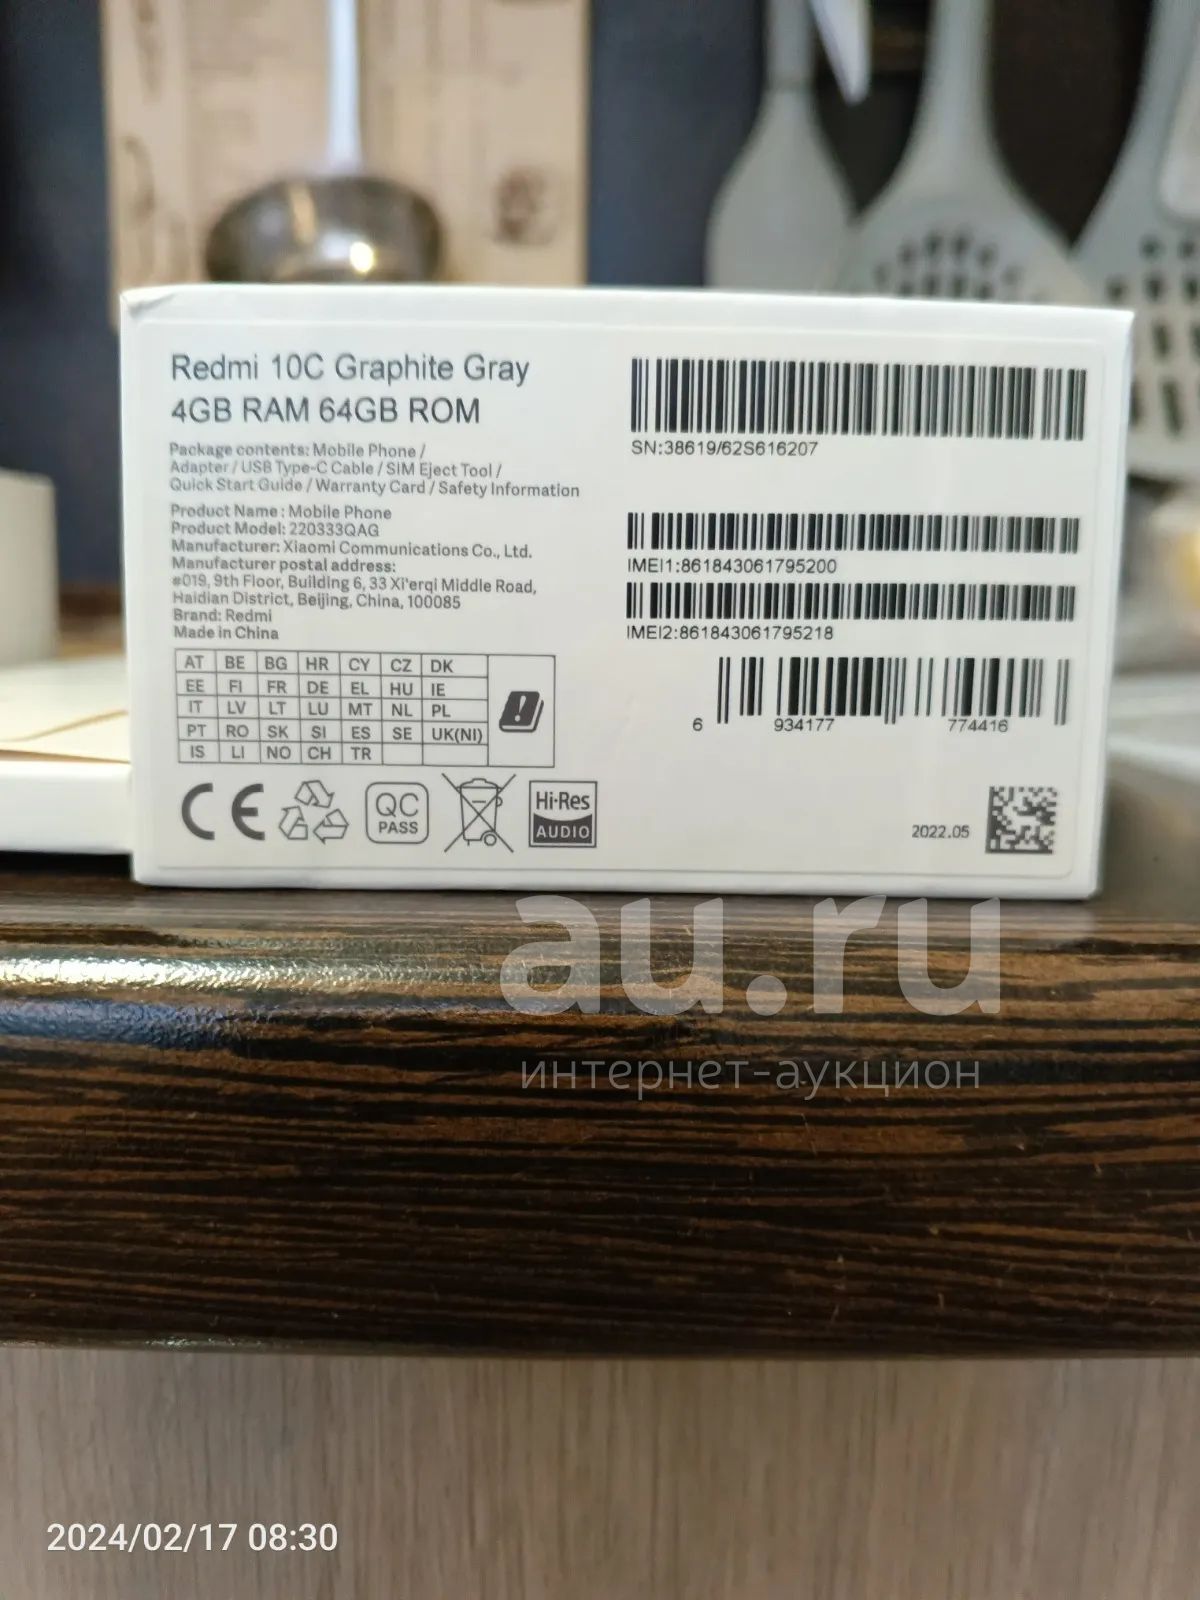 Redmi 10C Graphite Gray
4GB RAM 64GB ROM
Package contents: Mobile Phone /
Adapter / USB Type-C Cable / SIM Eject Tool /
Quick Start Guide / Warranty Card / Safety Information
Product Name : Mobile Phone
Product Model: 220333QAG
Manufacturer: Xiaomi Communications Co., Ltd.
Manufacturer postal address:
#019, 9th Floor, Building 6, 33 Xi'erqi Middle Road,
Haidian District, Beijing, China, 100085
Brand: Redmi
Made in China
AT BE BG HR CY CZ DK
EE FI FR DE EL HU IE
IT LV LT LU MT NL PL
PT RO SK SI ES SE UK(NI)
IS LI NO CH TR
CE
QC
PASS
Hi-Res
AUDIO
SN:38619/62S616207
IMEI1:861843061795200
IMEI2:861843061795218
6 934177 774416
2022.05
au.ru
интернет-аукцион
2024/02/17 08:30